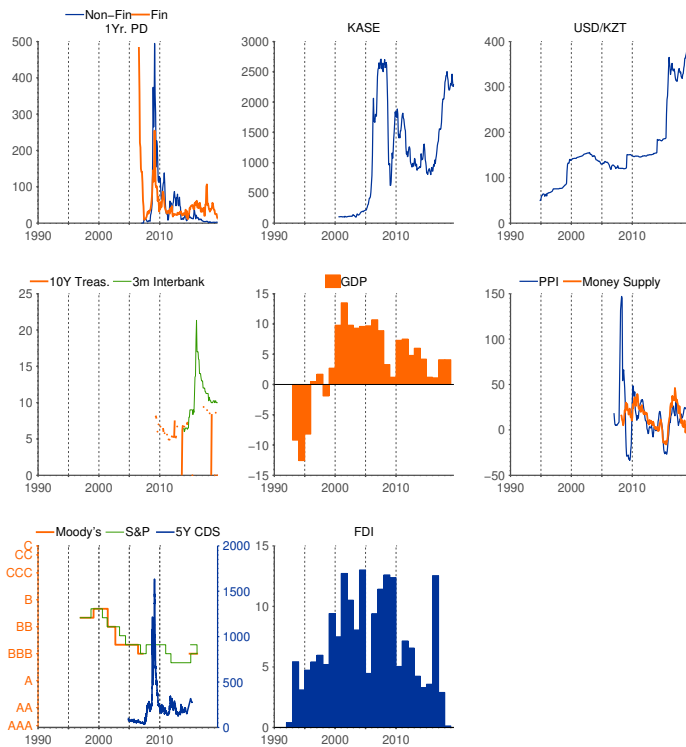 Non−Fin Fin
1Yr. PD
500
400
300
200
100
0
1990 2000 2010
KASE
3000
2500
2000
1500
1000
500
0
1990 2000 2010
USD/KZT
400
300
200
100
0
1990 2000 2010
10Y Treas. 3m Interbank
25
20
15
10
5
0
1990 2000 2010
GDP
15
10
5
0
−5
−10
−15
1990 2000 2010
PPI Money Supply
150
100
50
0
−50
1990 2000 2010
Moody's S&P 5Y CDS
C
CC
CCC
B
BB
BBB
A
AA
AAA
2000
1500
1000
500
0
1990 2000 2010
FDI
15
10
5
0
1990 2000 2010